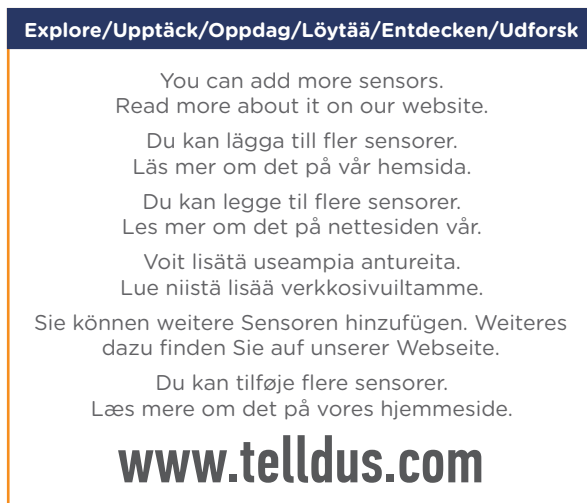 Explore/Upptäck/Oppdag/Löytää/Entdecken/Udforsk
You can add more sensors.
Read more about it on our website.
Du kan lägga till fler sensorer.
Läs mer om det på vår hemsida.
Du kan legge til flere sensorer.
Les mer om det på nettesiden vår.
Voit lisätä useampia antureita.
Lue niistä lisää verkkosivuiltamme.
Sie können weitere Sensoren hinzufügen. Weiteres
dazu finden Sie auf unserer Webseite.
Du kan tilføje flere sensorer.
Læs mere om det på vores hjemmeside.
www.telldus.com